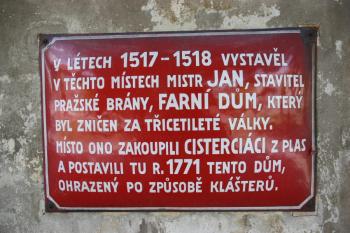 V LÉTECH 1517-1518 VYSTAVĚL
V TĚCHTO MÍSTECH MISTR JAN, STAVITEL
PRAŽSKÉ BRÁNY, FARNÍ DŮM, KTERÝ
BYL ZNIČEN ZA TŘICETILETÉ VÁLKY.
MÍSTO ONO ZAKOUPILI CISTERCIÁCI Z PLAS
A POSTAVILI TU R. 1771 TENTO DŮM,
OHRAZENÝ PO ZPŮSOBĚ KLÁŠTERŮ.